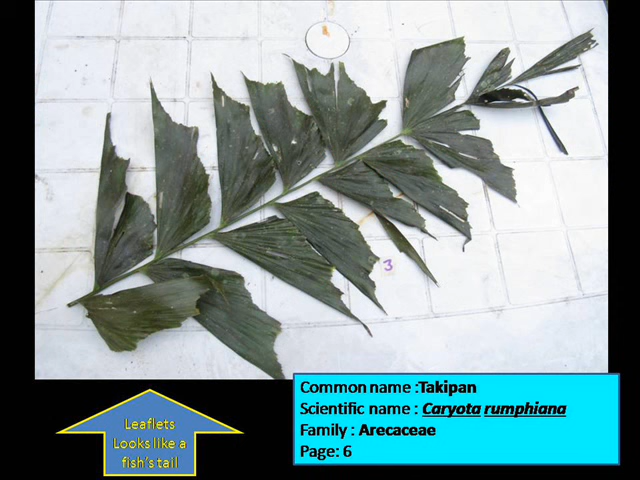 3
Common name :Takipan
Scientific name : Caryota rumphiana
Family : Arecaceae
Page: 6
Leaflets
Looks like a
fish's tail